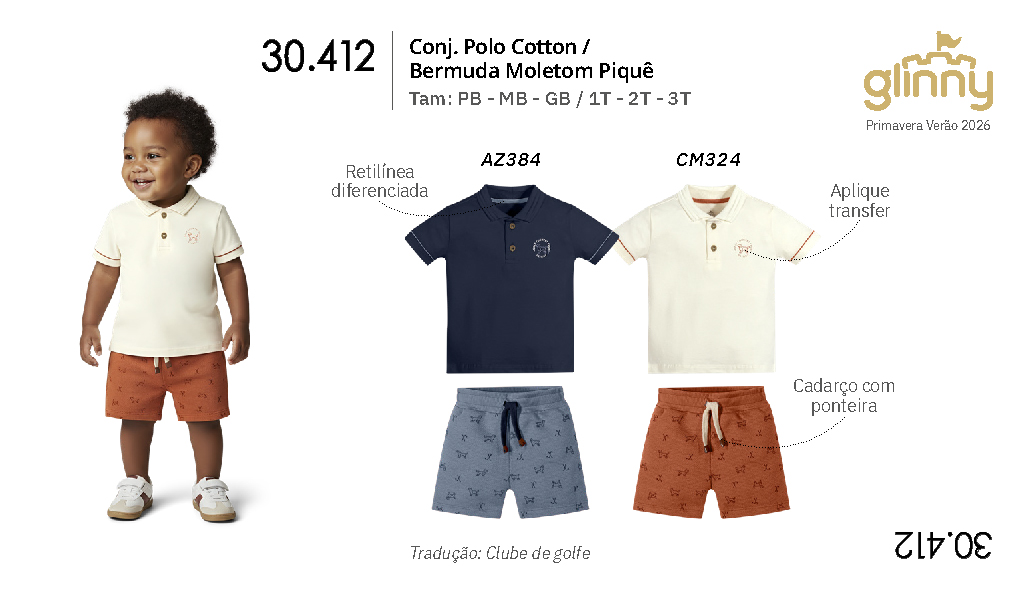 30.412
Conj. Polo Cotton /
Bermuda Moletom Piquê
Tam: PB - MB - GB / 1T - 2T - 3T
glinny
Primavera Verão 2026
AZ384
CM324
Retilínea
diferenciada
Aplique
transfer
Cadarço com
ponteira
Tradução: Clube de golfe
30.412